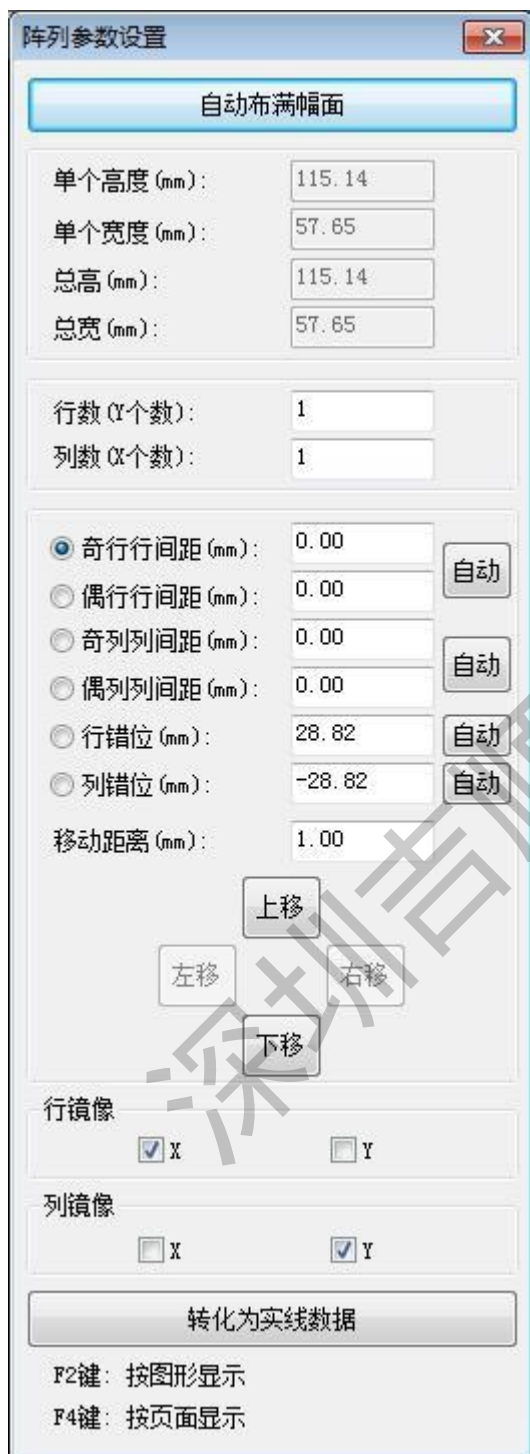 阵列参数设置
自动布满幅面
单个高度(mm): 115.14
单个宽度(mm): 57.65
总高(mm): 115.14
总宽(mm): 57.65
行数(Y个数): 1
列数(X个数): 1
奇行行间距(mm): 0.00 自动
偶行行间距(mm): 0.00
奇列列间距(mm): 0.00 自动
偶列列间距(mm): 0.00
行错位(mm): 28.82 自动
列错位(mm): -28.82 自动
移动距离(mm): 1.00
上移
左移 右移
下移
行镜像
X Y
列镜像
X Y
转化为实线数据
F2键: 按图形显示
F4键: 按页面显示
深圳吉